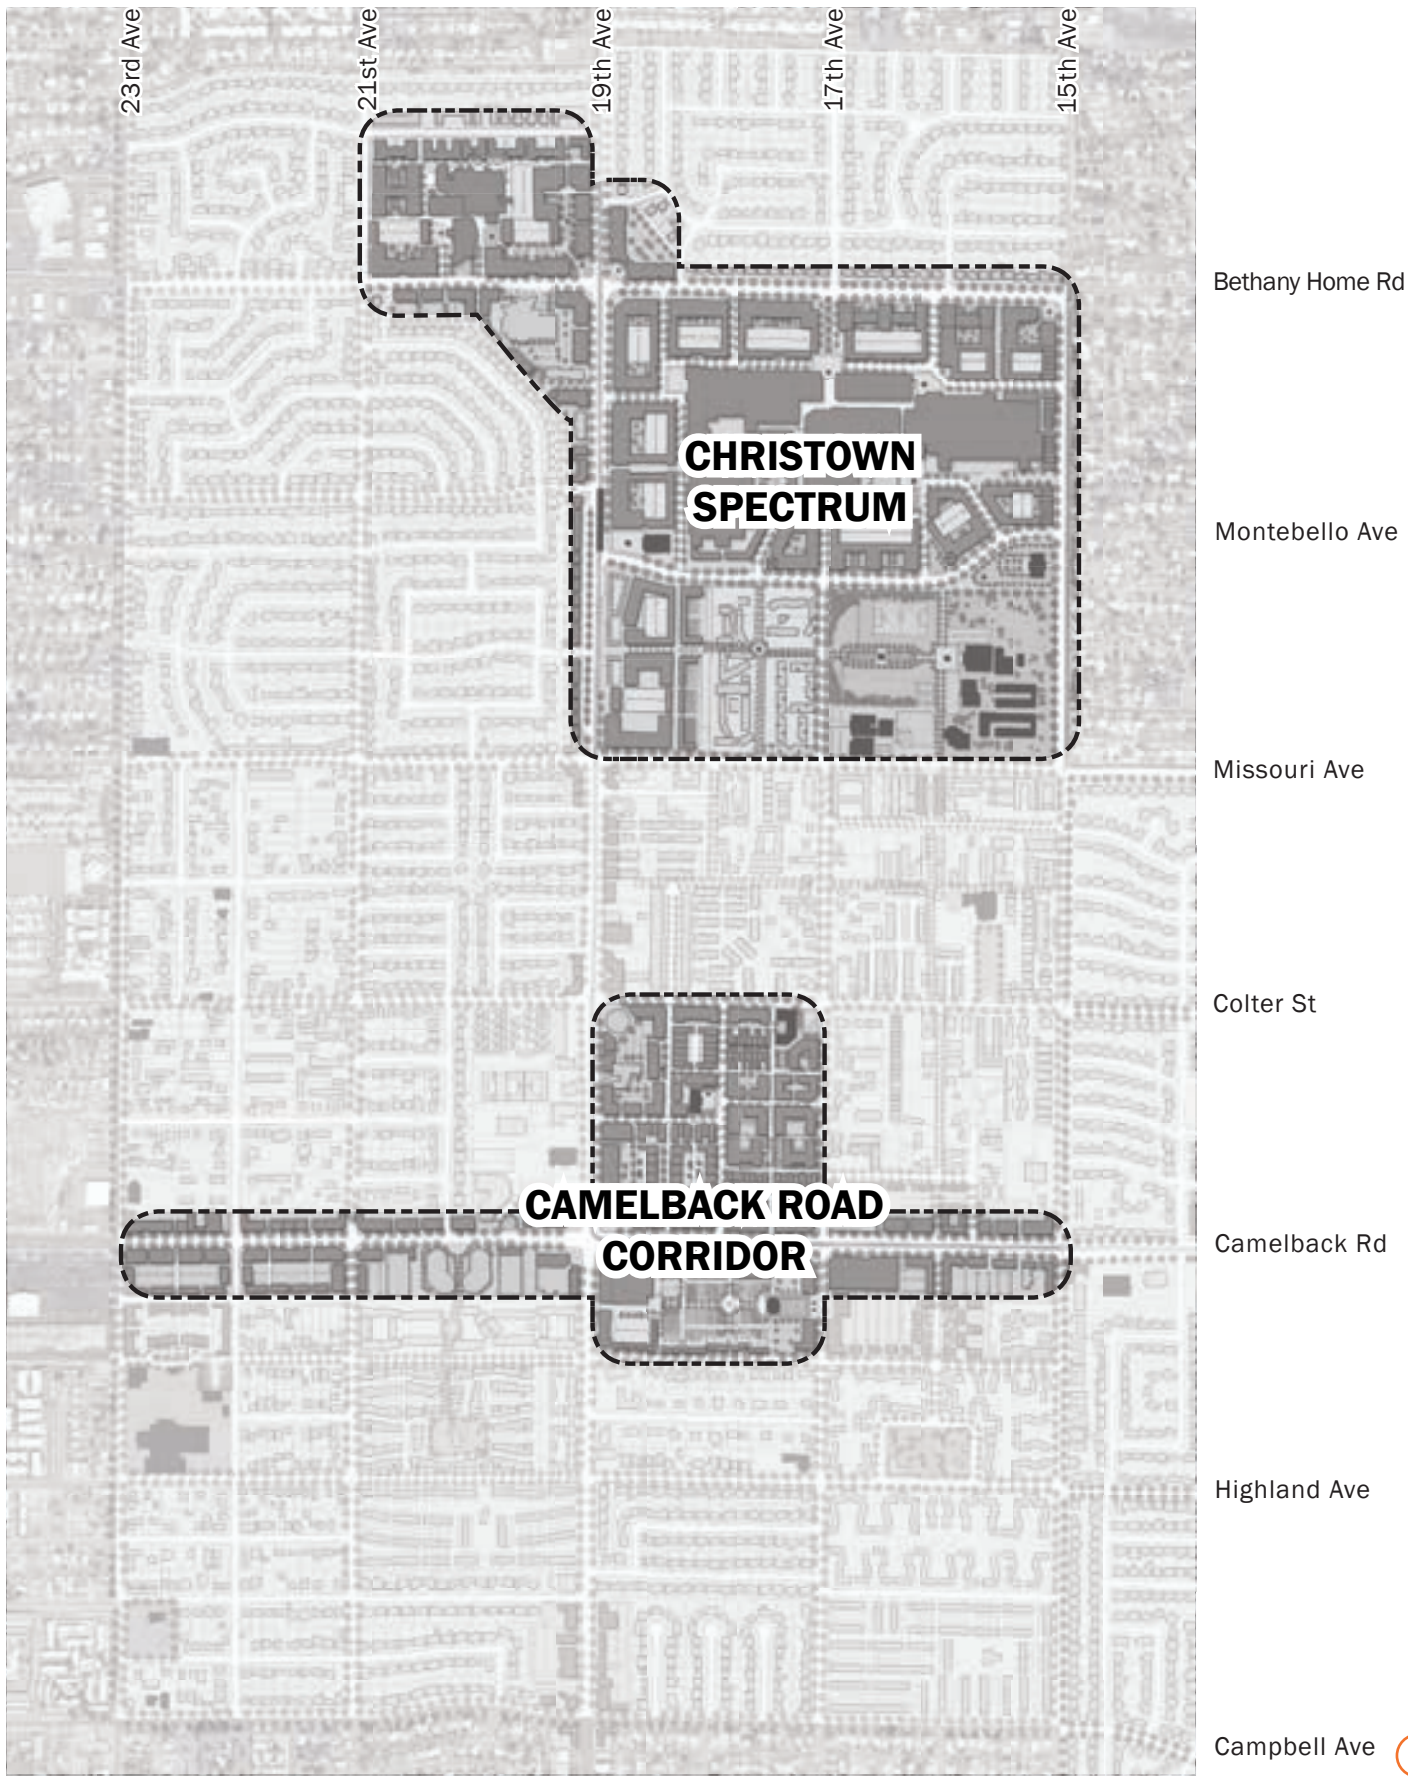 23rd Ave
21st Ave
19th Ave
17th Ave
15th Ave
Bethany Home Rd
CHRISTOWN
SPECTRUM
Montebello Ave
Missouri Ave
Colter St
CAMELBACK ROAD
CORRIDOR
Camelback Rd
Highland Ave
Campbell Ave